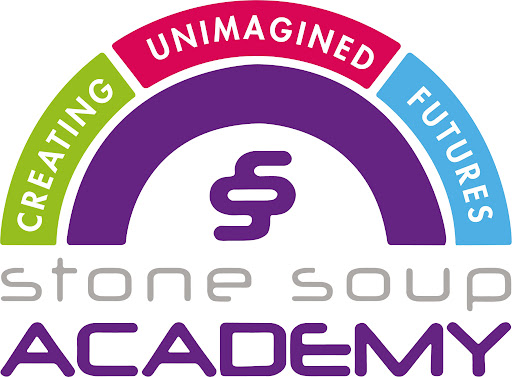 CREATING UNIMAGINED FUTURES
stone soup
ACADEMY